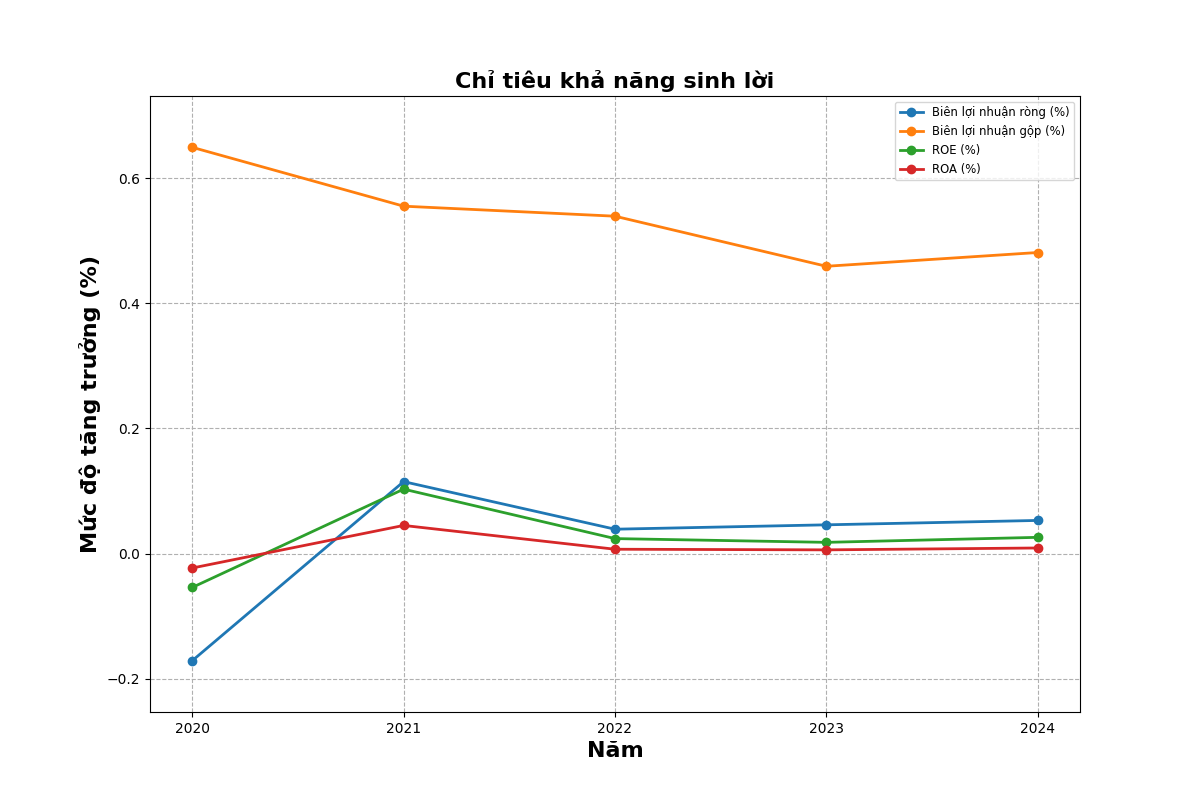 Chỉ tiêu khả năng sinh lời
Biên lợi nhuận ròng (%)
Biên lợi nhuận gộp (%)
ROE (%)
ROA (%)
Mức độ tăng trưởng (%)
0.6
0.4
0.2
0.0
−0.2
2020 2021 2022 2023 2024
Năm